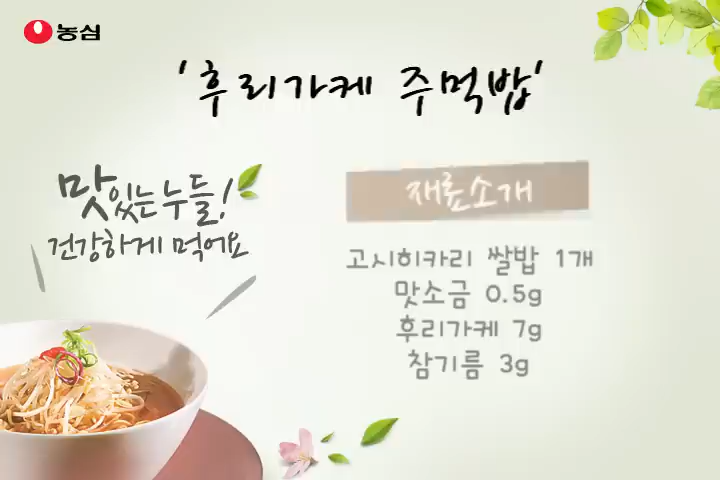 농심
'후리가케 주먹밥'
맛있는 누들!
건강하게 먹어요
재료소개
고시히카리 쌀밥 1개
맛소금 0.5g
후리가케 7g
참기름 3g